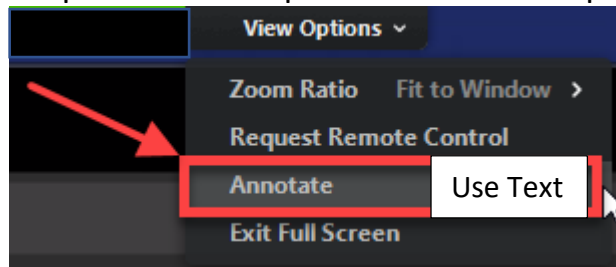 View Options
Zoom Ratio Fit to Window >
Request Remote Control
Annotate Use Text
Exit Full Screen